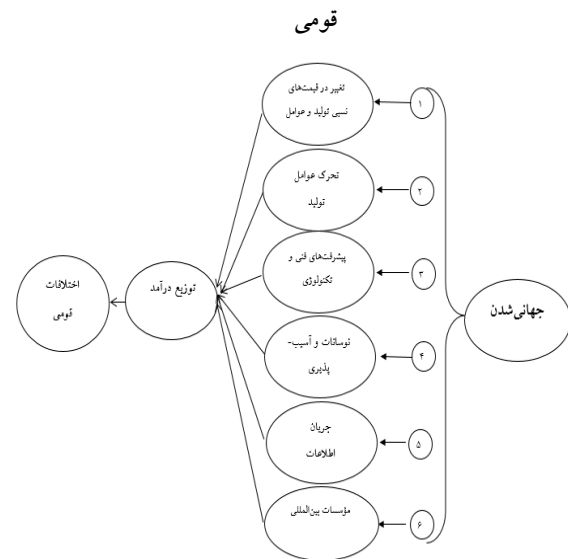 قومی
جهانی‌شدن
۱
تغییر در قیمت‌های
نسبی تولید و عوامل
۲
تحرک عوامل
تولید
۳
پیشرفت‌های فنی و
تکنولوژی
۴
نوسانات و آسیب-
پذیری
۵
جریان
اطلاعات
۶
مؤسسات بین‌المللی
توزیع درآمد
اختلافات
قومی